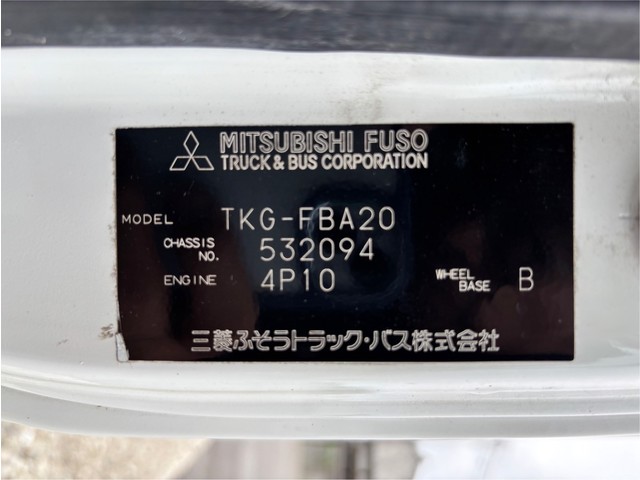 MITSUBISHI FUSO
TRUCK & BUS CORPORATION
MODEL TKG-FBA20
CHASSIS NO. 532094
ENGINE 4P10 WHEEL BASE B
三菱ふそうトラック・バス株式会社